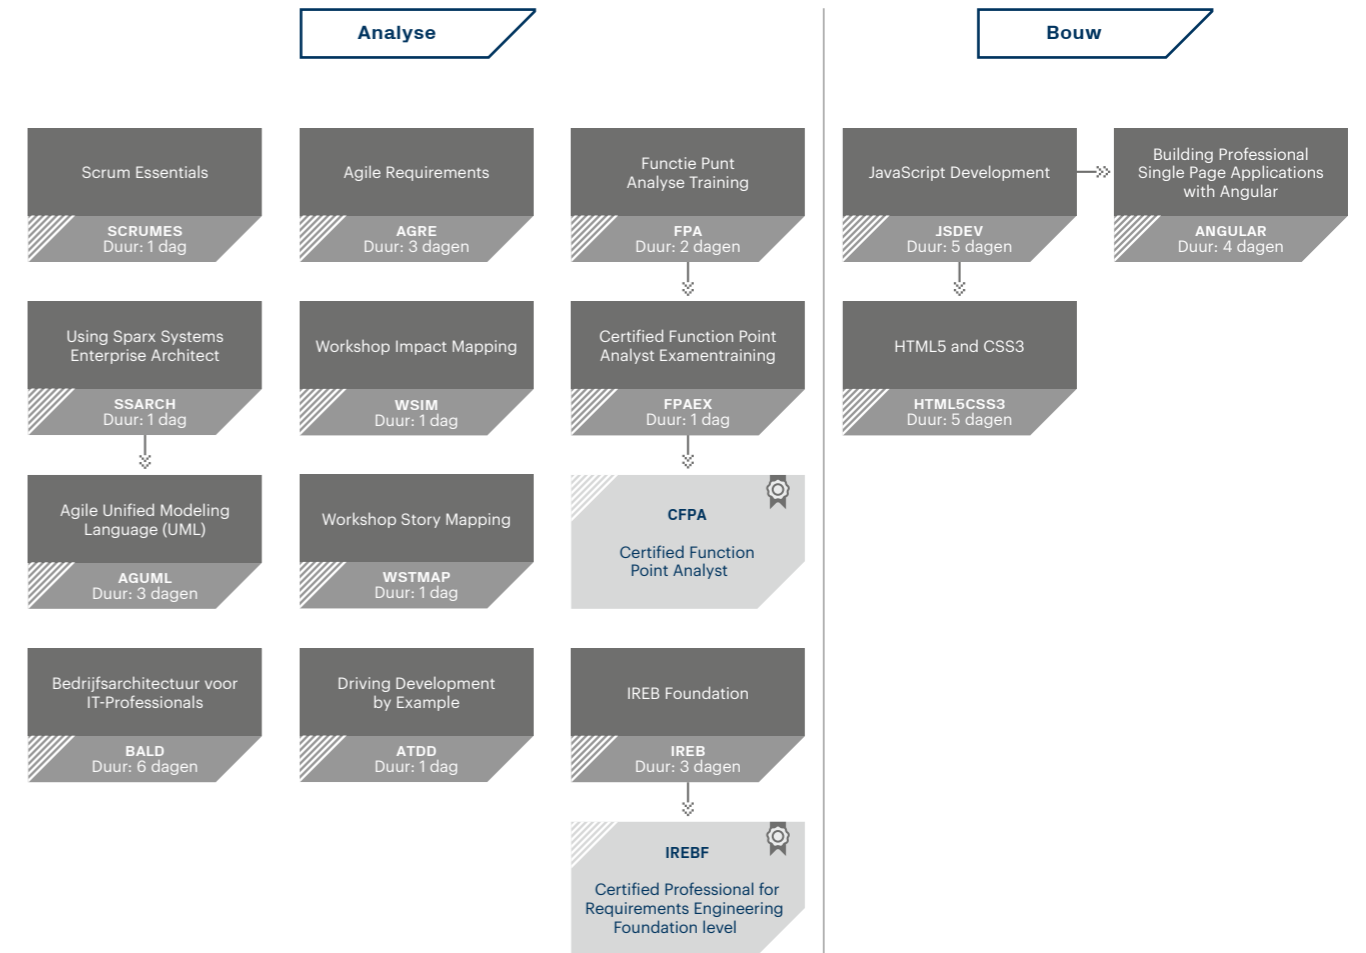 Analyse
Bouw
Scrum Essentials
SCRUMES
Duur: 1 dag
Agile Requirements
AGRE
Duur: 3 dagen
Functie Punt
Analyse Training
FPA
Duur: 2 dagen
JavaScript Development
JSDEV
Duur: 5 dagen
Building Professional
Single Page Applications
with Angular
ANGULAR
Duur: 4 dagen
Using Sparx Systems
Enterprise Architect
SSARCH
Duur: 1 dag
Workshop Impact Mapping
WSIM
Duur: 1 dag
Certified Function Point
Analyst Examentraining
FPAEX
Duur: 1 dag
HTML5 and CSS3
HTML5CSS3
Duur: 5 dagen
Agile Unified Modeling
Language (UML)
AGUML
Duur: 3 dagen
Workshop Story Mapping
WSTMAP
Duur: 1 dag
CFPA
Certified Function
Point Analyst
Bedrijfsarchitectuur voor
IT-Professionals
BALD
Duur: 6 dagen
Driving Development
by Example
ATDD
Duur: 1 dag
IREB Foundation
IREB
Duur: 3 dagen
IREBF
Certified Professional for
Requirements Engineering
Foundation level